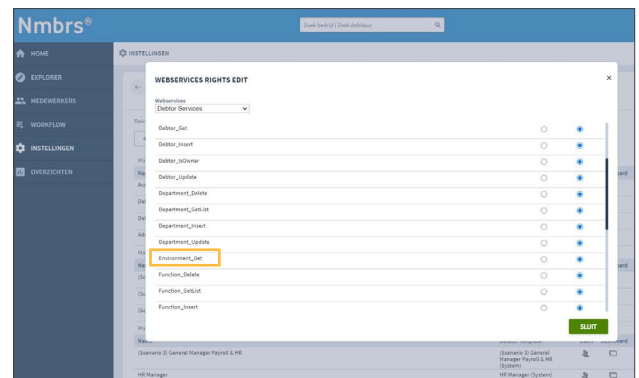 Nmbrs®
Zoek bedrijf | Zoek debiteur
HOME
INSTELLINGEN
EXPLORER
MEDEWERKERS
WORKFLOW
INSTELLINGEN
OVERZICHTEN
WEBSERVICES RIGHTS EDIT
Webservices
Debtor Services
Debtor_Get
Debtor_Insert
Debtor_IsOwner
Debtor_Update
Department_Delete
Department_GetList
Department_Insert
Department_Update
Environment_Get
Function_Delete
Function_GetList
Function_Insert
SLUIT
(Scenario 3) General Manager Payroll & HR
(Scenario 3) General
Manager Payroll & HR
(System)
HR Manager
HR Manager (System)